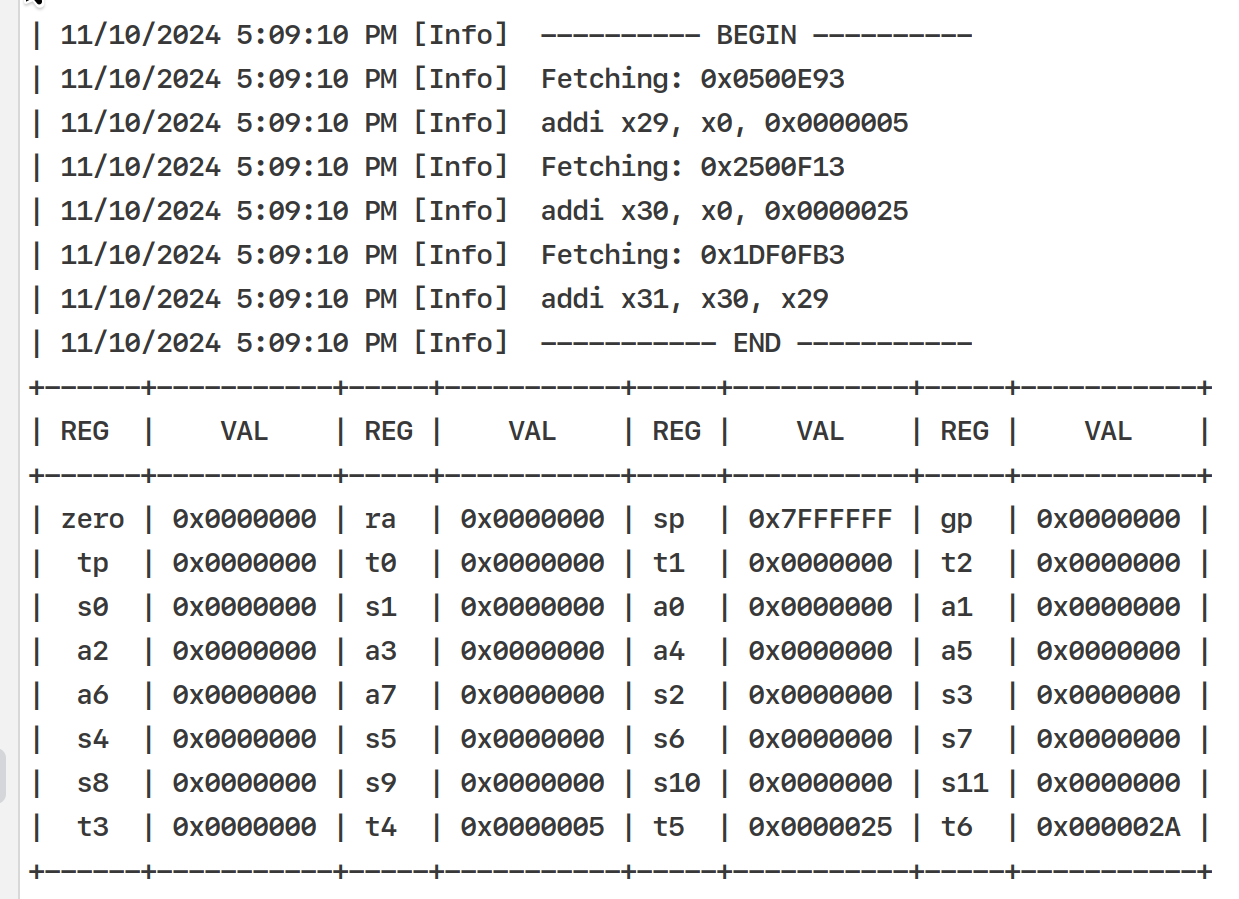 | 11/10/2024 5:09:10 PM [Info]  ---------- BEGIN ----------
| 11/10/2024 5:09:10 PM [Info]  Fetching: 0x0500E93
| 11/10/2024 5:09:10 PM [Info]  addi x29, x0, 0x0000005
| 11/10/2024 5:09:10 PM [Info]  Fetching: 0x2500F13
| 11/10/2024 5:09:10 PM [Info]  addi x30, x0, 0x0000025
| 11/10/2024 5:09:10 PM [Info]  Fetching: 0x1DF0FB3
| 11/10/2024 5:09:10 PM [Info]  addi x31, x30, x29
| 11/10/2024 5:09:10 PM [Info]  ----------- END -----------
+------+-----------+-----+-----------+-----+-----------+-----+-----------+
| REG  |    VAL    | REG |    VAL    | REG |    VAL    | REG |    VAL    |
+------+-----------+-----+-----------+-----+-----------+-----+-----------+
| zero | 0x0000000 | ra  | 0x0000000 | sp  | 0x7FFFFFF | gp  | 0x0000000 |
|  tp  | 0x0000000 | t0  | 0x0000000 | t1  | 0x0000000 | t2  | 0x0000000 |
|  s0  | 0x0000000 | s1  | 0x0000000 | a0  | 0x0000000 | a1  | 0x0000000 |
|  a2  | 0x0000000 | a3  | 0x0000000 | a4  | 0x0000000 | a5  | 0x0000000 |
|  a6  | 0x0000000 | a7  | 0x0000000 | s2  | 0x0000000 | s3  | 0x0000000 |
|  s4  | 0x0000000 | s5  | 0x0000000 | s6  | 0x0000000 | s7  | 0x0000000 |
|  s8  | 0x0000000 | s9  | 0x0000000 | s10 | 0x0000000 | s11 | 0x0000000 |
|  t3  | 0x0000000 | t4  | 0x0000005 | t5  | 0x0000025 | t6  | 0x000002A |
+------+-----------+-----+-----------+-----+-----------+-----+-----------+